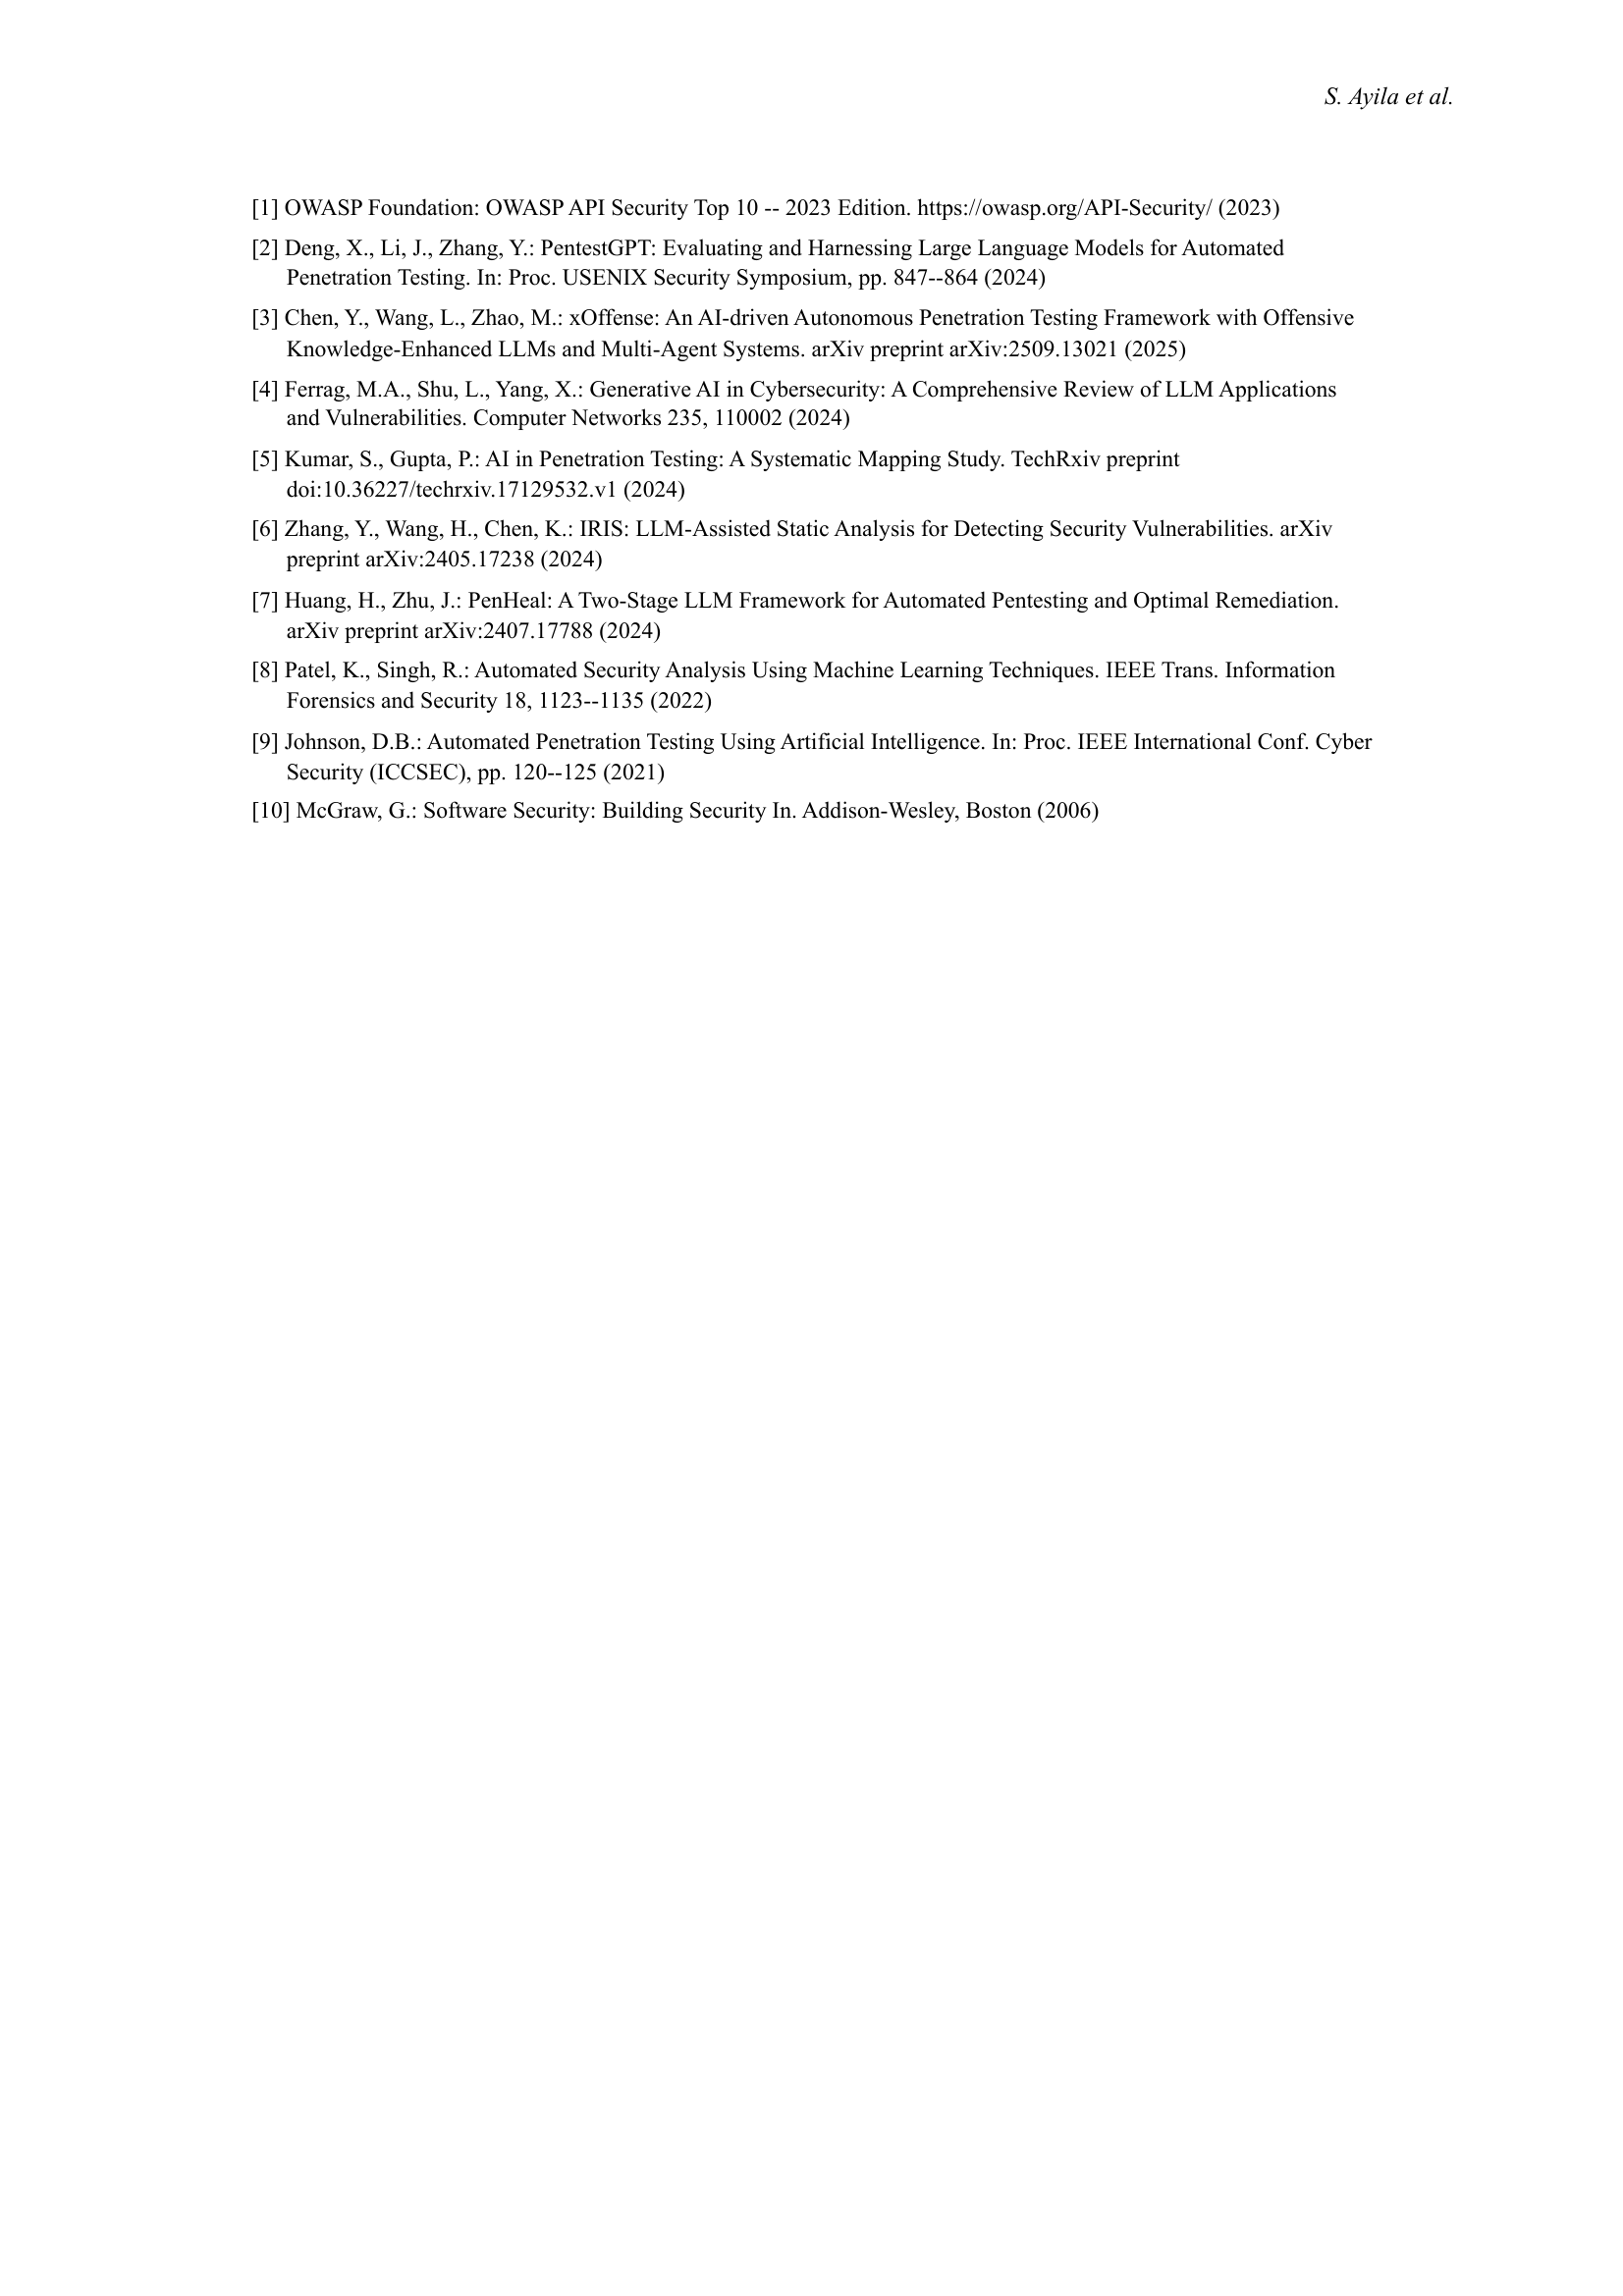 S. Ayila et al.
[1] OWASP Foundation: OWASP API Security Top 10 -- 2023 Edition. https://owasp.org/API-Security/ (2023)
[2] Deng, X., Li, J., Zhang, Y.: PentestGPT: Evaluating and Harnessing Large Language Models for Automated
Penetration Testing. In: Proc. USENIX Security Symposium, pp. 847--864 (2024)
[3] Chen, Y., Wang, L., Zhao, M.: xOffense: An AI-driven Autonomous Penetration Testing Framework with Offensive
Knowledge-Enhanced LLMs and Multi-Agent Systems. arXiv preprint arXiv:2509.13021 (2025)
[4] Ferrag, M.A., Shu, L., Yang, X.: Generative AI in Cybersecurity: A Comprehensive Review of LLM Applications
and Vulnerabilities. Computer Networks 235, 110002 (2024)
[5] Kumar, S., Gupta, P.: AI in Penetration Testing: A Systematic Mapping Study. TechRxiv preprint
doi:10.36227/techrxiv.17129532.v1 (2024)
[6] Zhang, Y., Wang, H., Chen, K.: IRIS: LLM-Assisted Static Analysis for Detecting Security Vulnerabilities. arXiv
preprint arXiv:2405.17238 (2024)
[7] Huang, H., Zhu, J.: PenHeal: A Two-Stage LLM Framework for Automated Pentesting and Optimal Remediation.
arXiv preprint arXiv:2407.17788 (2024)
[8] Patel, K., Singh, R.: Automated Security Analysis Using Machine Learning Techniques. IEEE Trans. Information
Forensics and Security 18, 1123--1135 (2022)
[9] Johnson, D.B.: Automated Penetration Testing Using Artificial Intelligence. In: Proc. IEEE International Conf. Cyber
Security (ICCSEC), pp. 120--125 (2021)
[10] McGraw, G.: Software Security: Building Security In. Addison-Wesley, Boston (2006)